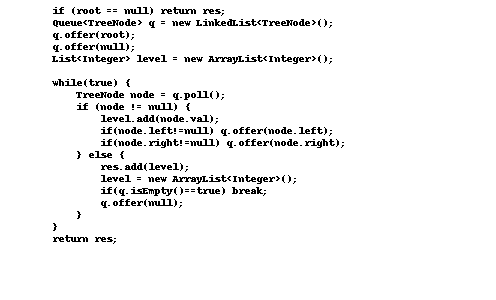 if (root == null) return res;
Queue<TreeNode> q = new LinkedList<TreeNode>();
q.offer(root);
q.offer(null);
List<Integer> level = new ArrayList<Integer>();
while(true) {
TreeNode node = q.poll();
if (node != null) {
level.add(node.val);
if(node.left!=null) q.offer(node.left);
if(node.right!=null) q.offer(node.right);
} else {
res.add(level);
level = new ArrayList<Integer>();
if(q.isEmpty()==true) break;
q.offer(null);
}
}
return res;